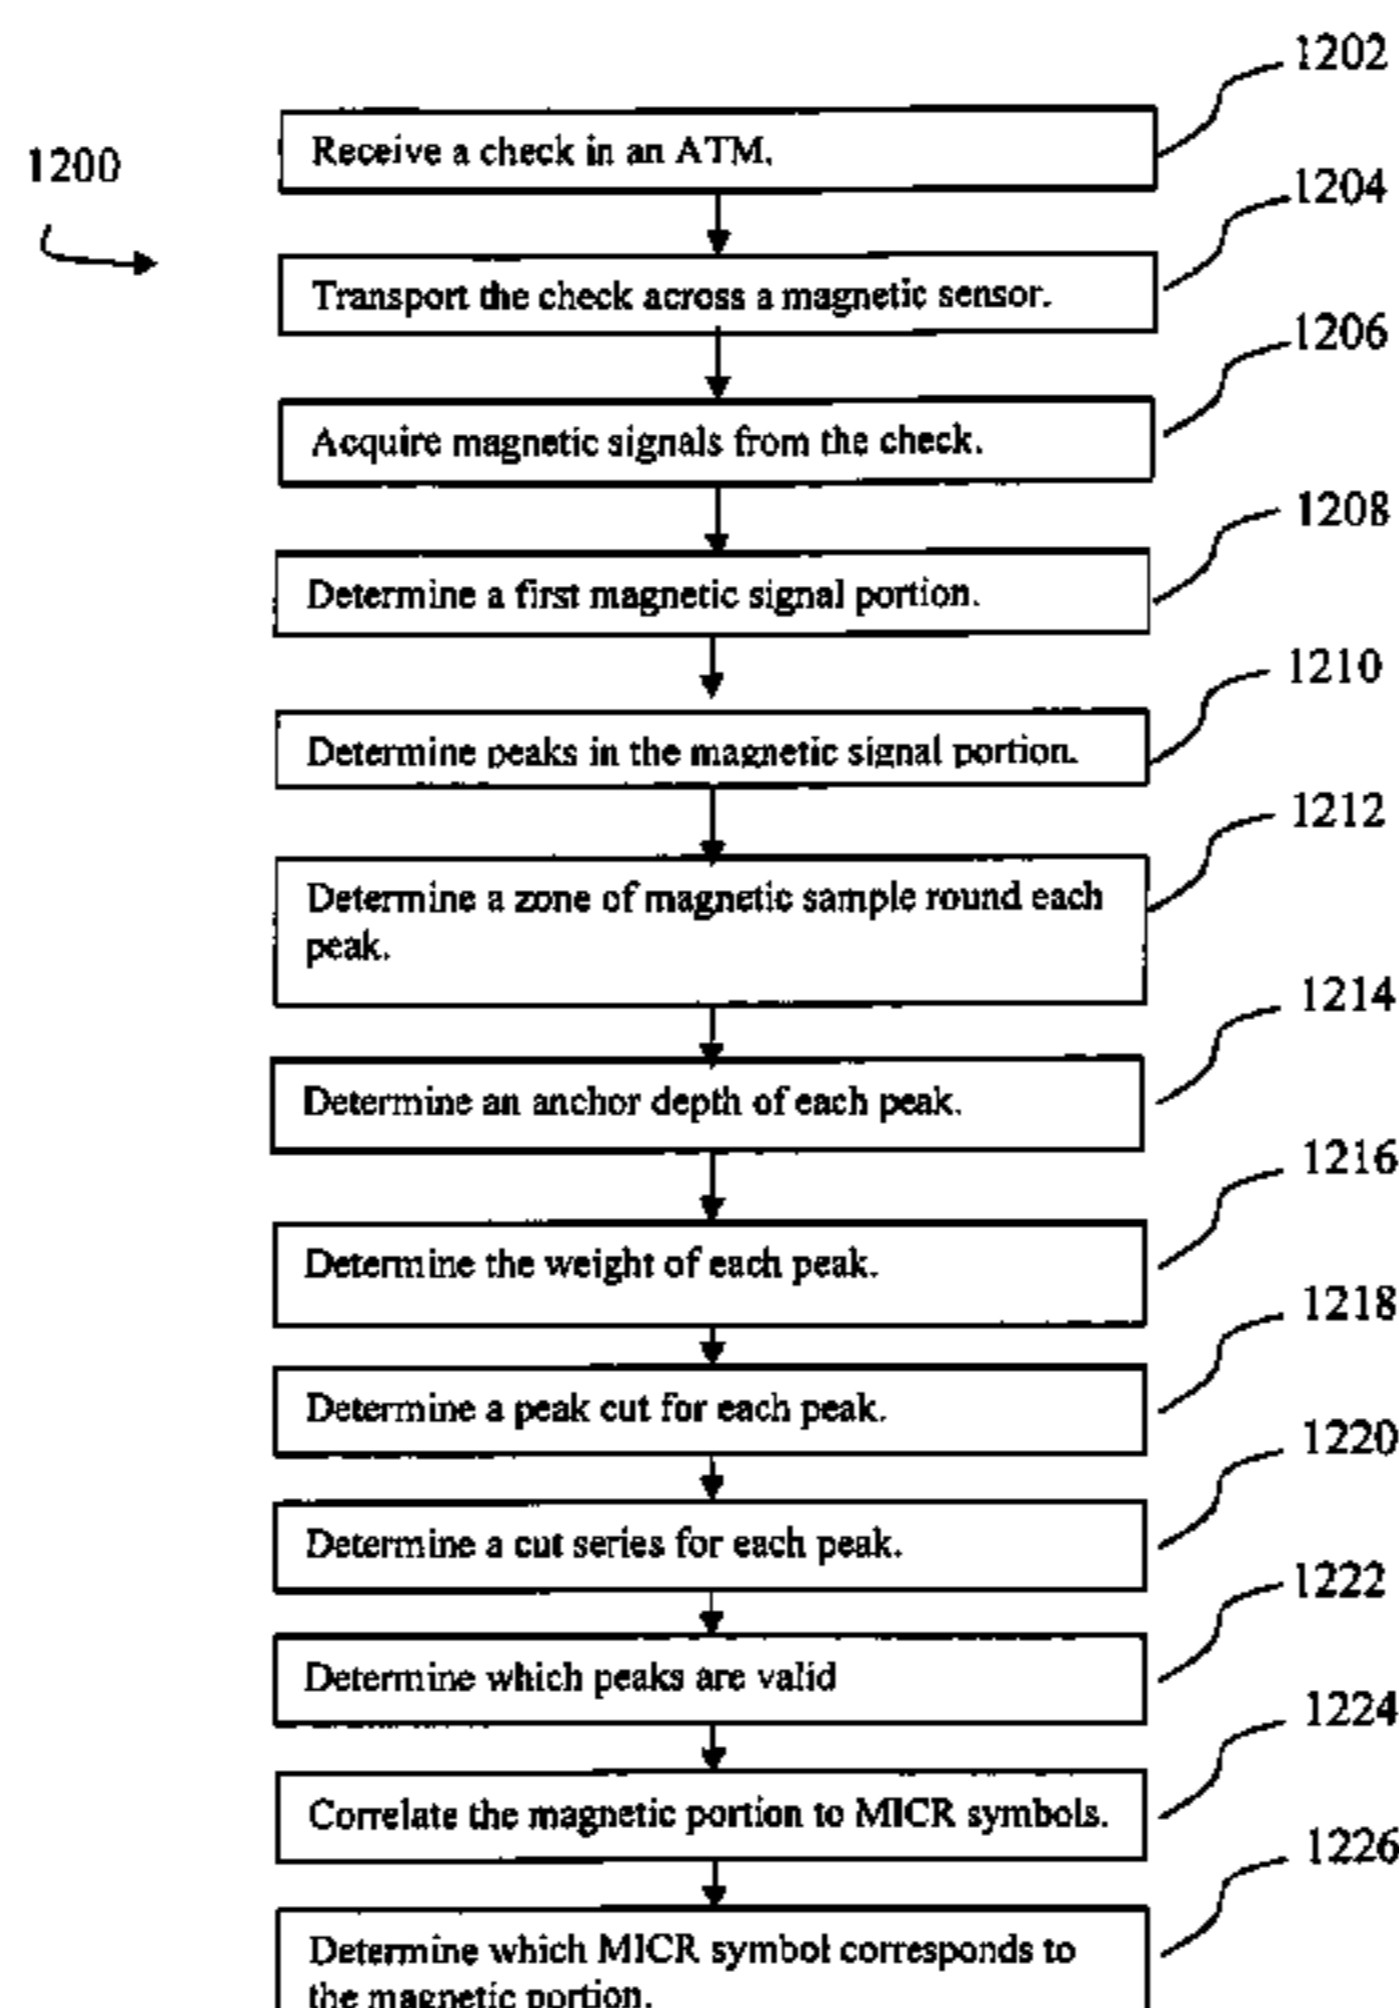 1202
Receive a check in an ATM.
1200
1204
Transport the check across a magnetic sensor.
1206
Acquire magnetic signals from the check.
1208
Determine a first magnetic signal portion.
1210
Determine peaks in the magnetic signal portion.
1212
Determine a zone of magnetic sample round each
peak.
1214
Determine an anchor depth of each peak.
1216
Determine the weight of each peak.
1218
Determine a peak cut for each peak.
1220
Determine a cut series for each peak.
1222
Determine which peaks are valid
1224
Correlate the magnetic portion to MICR symbols.
1226
Determine which MICR symbol corresponds to
the magnetic portion.